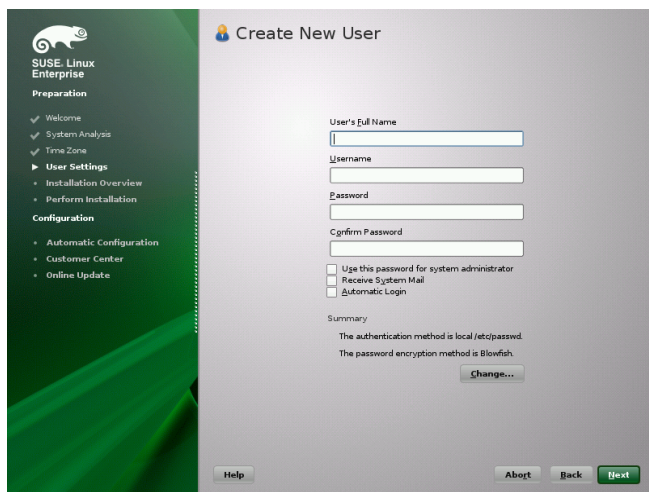 SUSE. Linux
Enterprise
Preparation
Welcome
System Analysis
Time Zone
User Settings
Installation Overview
Perform Installation
Configuration
Automatic Configuration
Customer Center
Online Update
Create New User
User's Full Name
Username
Password
Confirm Password
Use this password for system administrator
Receive System Mail
Automatic Login
Summary
The authentication method is local /etc/passwd.
The password encryption method is Blowfish.
Change...
Help
Abort
Back
Next